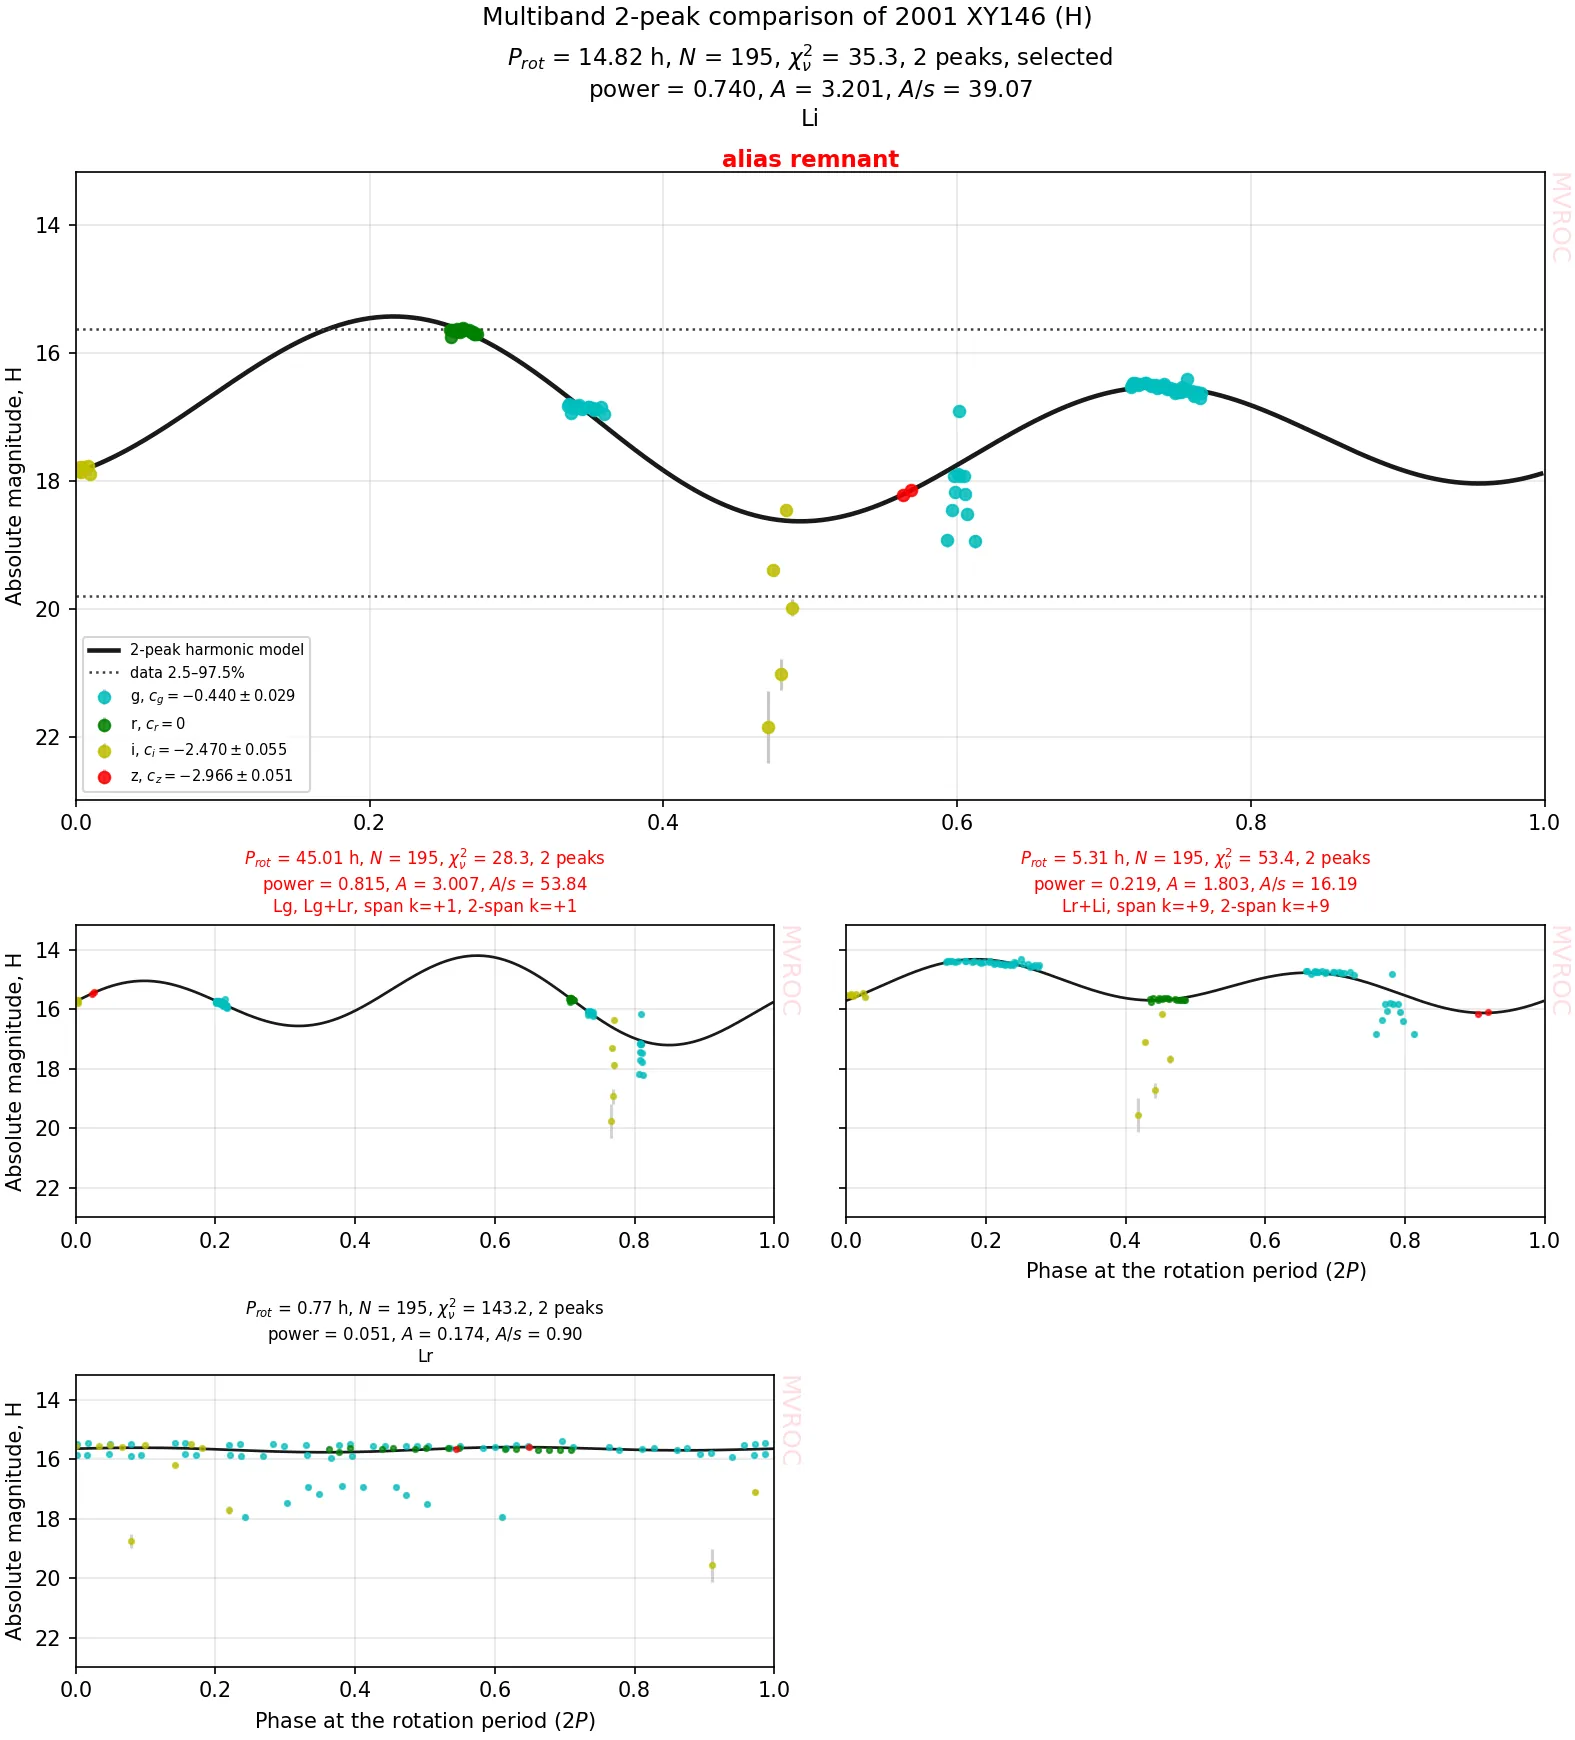 Multiband 2-peak comparison of 2001 XY146 (H)
P_rot = 14.82 h, N = 195, χ²_ν = 35.3, 2 peaks, selected
power = 0.740, A = 3.201, A/s = 39.07
Li
alias remnant
MVROC
Absolute magnitude, H
14
16
18
20
22
2-peak harmonic model
data 2.5–97.5%
g, c_g = −0.440 ± 0.029
r, c_r = 0
i, c_i = −2.470 ± 0.055
z, c_z = −2.966 ± 0.051
0.0 0.2 0.4 0.6 0.8 1.0
P_rot = 45.01 h, N = 195, χ²_ν = 28.3, 2 peaks
power = 0.815, A = 3.007, A/s = 53.84
Lg, Lg+Lr, span k=+1, 2-span k=+1
MVROC
Absolute magnitude, H
14
16
18
20
22
0.0 0.2 0.4 0.6 0.8 1.0
P_rot = 5.31 h, N = 195, χ²_ν = 53.4, 2 peaks
power = 0.219, A = 1.803, A/s = 16.19
Lr+Li, span k=+9, 2-span k=+9
MVROC
0.0 0.2 0.4 0.6 0.8 1.0
Phase at the rotation period (2P)
P_rot = 0.77 h, N = 195, χ²_ν = 143.2, 2 peaks
power = 0.051, A = 0.174, A/s = 0.90
Lr
MVROC
Absolute magnitude, H
14
16
18
20
22
0.0 0.2 0.4 0.6 0.8 1.0
Phase at the rotation period (2P)